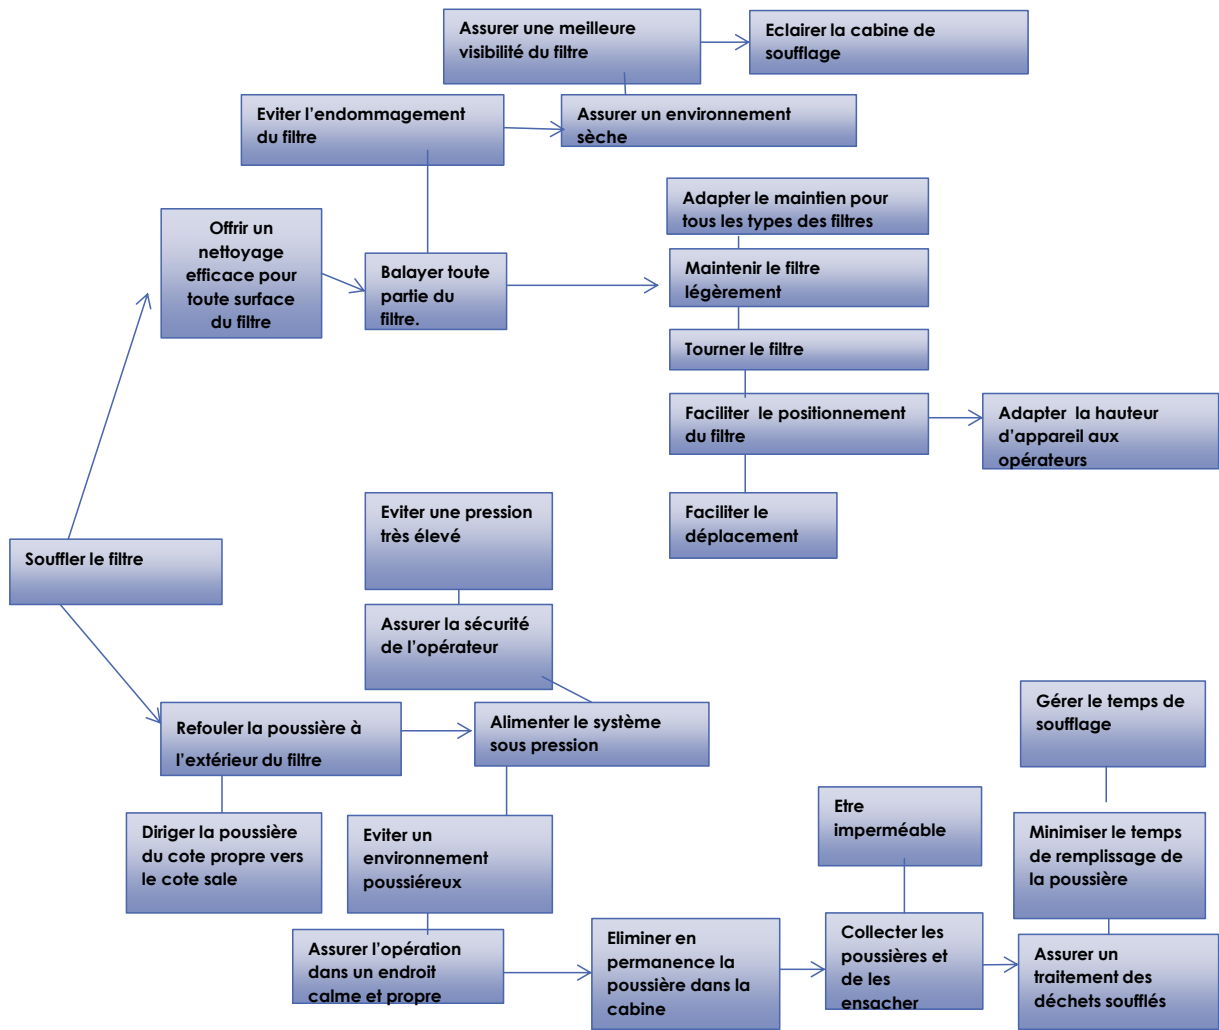 Assurer une meilleure
visibilité du filtre
Eclairer la cabine de
soufflage
Eviter l'endommagement
du filtre
Assurer un environnement
sèche
Adapter le maintien pour
tous les types des filtres
Offrir un
nettoyage
efficace pour
toute surface
du filtre
Balayer toute
partie du
filtre.
Maintenir le filtre
légèrement
Tourner le filtre
Faciliter le positionnement
du filtre
Adapter la hauteur
d'appareil aux
opérateurs
Faciliter le
déplacement
Eviter une pression
très élevé
Souffler le filtre
Assurer la sécurité
de l'opérateur
Refouler la poussière à
l'extérieur du filtre
Alimenter le système
sous pression
Gérer le temps de
soufflage
Diriger la poussière
du cote propre vers
le cote sale
Eviter un
environnement
poussiéreux
Etre
imperméable
Minimiser le temps
de remplissage de
la poussière
Assurer l'opération
dans un endroit
calme et propre
Eliminer en
permanence la
poussière dans la
cabine
Collecter les
poussières et
de les
ensacher
Assurer un
traitement des
déchets soufflés